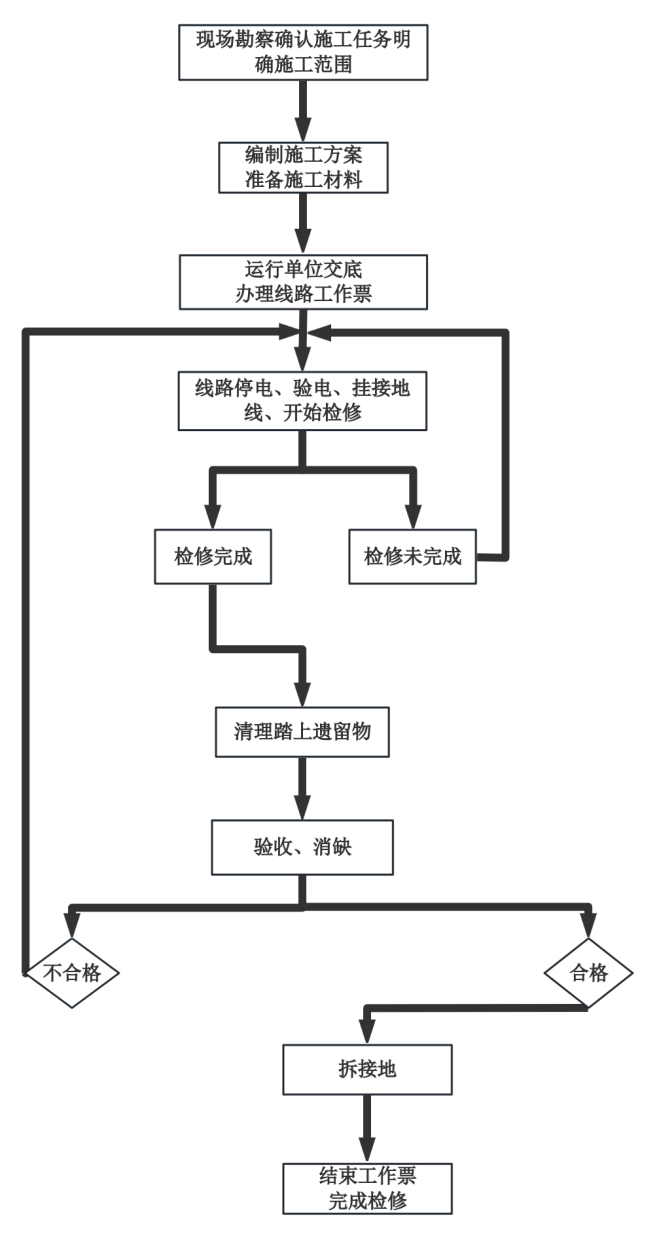 现场勘察确认施工任务明
确施工范围
编制施工方案
准备施工材料
运行单位交底
办理线路工作票
线路停电、验电、挂接地
线、开始检修
检修完成
检修未完成
清理踏上遗留物
验收、消缺
不合格
合格
拆接地
结束工作票
完成检修